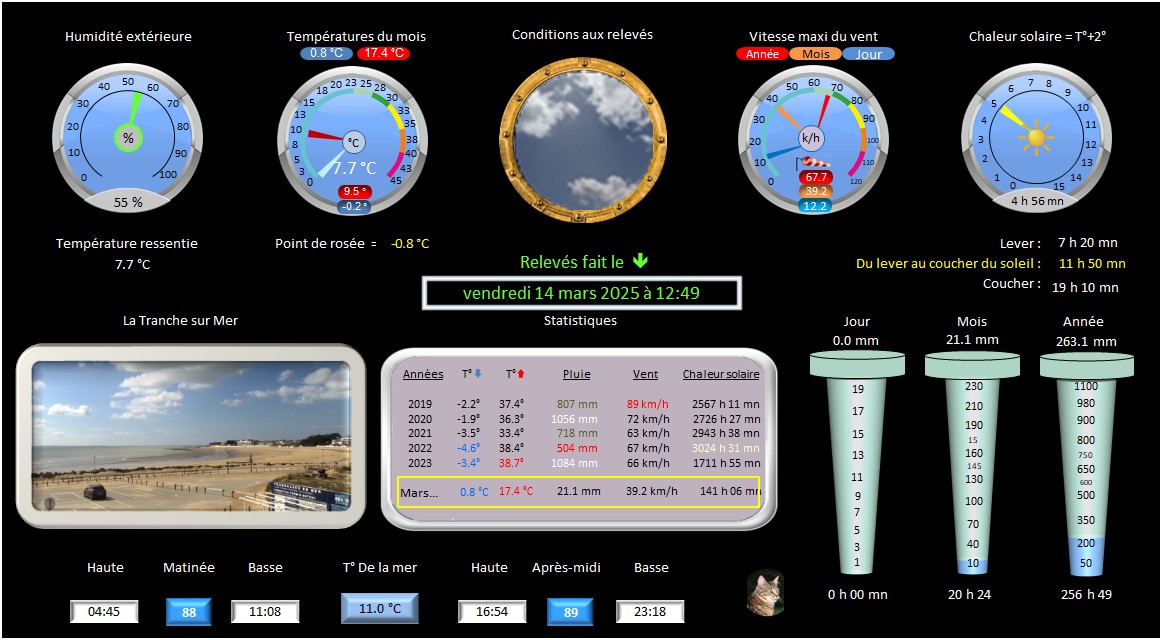 Humidité extérieure
0 10 20 30 40 50 60 70 80 90 100
%
55 %
Températures du mois
0.8 °C 17.4 °C
0 3 5 8 10 13 15 18 20 23 25 28 30 33 35 38 40 43 45
°C
7.7 °C
9.5 °
-0.2 °
Conditions aux relevés
Vitesse maxi du vent
Année Mois Jour
0 10 20 30 40 50 60 70 80 90 100 110 120
k/h
67.7
39.2
12.2
Chaleur solaire = T°+2°
0 1 2 3 4 5 6 7 8 9 10 11 12 13 14 15
4 h 56 mn
Température ressentie
7.7 °C
Point de rosée = -0.8 °C
Relevés fait le
vendredi 14 mars 2025 à 12:49
Lever : 7 h 20 mn
Du lever au coucher du soleil : 11 h 50 mn
Coucher : 19 h 10 mn
La Tranche sur Mer
Statistiques
Années T° T° Pluie Vent Chaleur solaire
2019 -2.2° 37.4° 807 mm 89 km/h 2567 h 11 mn
2020 -1.9° 36.3° 1056 mm 72 km/h 2726 h 27 mn
2021 -3.5° 33.4° 718 mm 63 km/h 2943 h 38 mn
2022 -4.6° 38.4° 504 mm 67 km/h 3024 h 31 mn
2023 -3.4° 38.7° 1084 mm 66 km/h 1711 h 55 mn
Mars... 0.8 °C 17.4 °C 21.1 mm 39.2 km/h 141 h 06 mn
Jour
0.0 mm
19
17
15
13
11
9
7
5
3
1
0 h 00 mn
Mois
21.1 mm
230
210
190
15
160
145
130
100
70
40
10
20 h 24
Année
263.1 mm
1100
980
900
800
750
650
600
500
350
200
50
256 h 49
Haute Matinée Basse T° De la mer Haute Après-midi Basse
04:45 88 11:08 11.0 °C 16:54 89 23:18